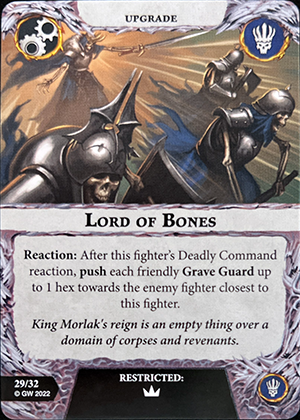 UPGRADE
LORD OF BONES
Reaction: After this fighter's Deadly Command
reaction, push each friendly Grave Guard up
to 1 hex towards the enemy fighter closest to
this fighter.
King Morlak's reign is an empty thing over a
domain of corpses and revenants.
29/32
© GW 2022
RESTRICTED: